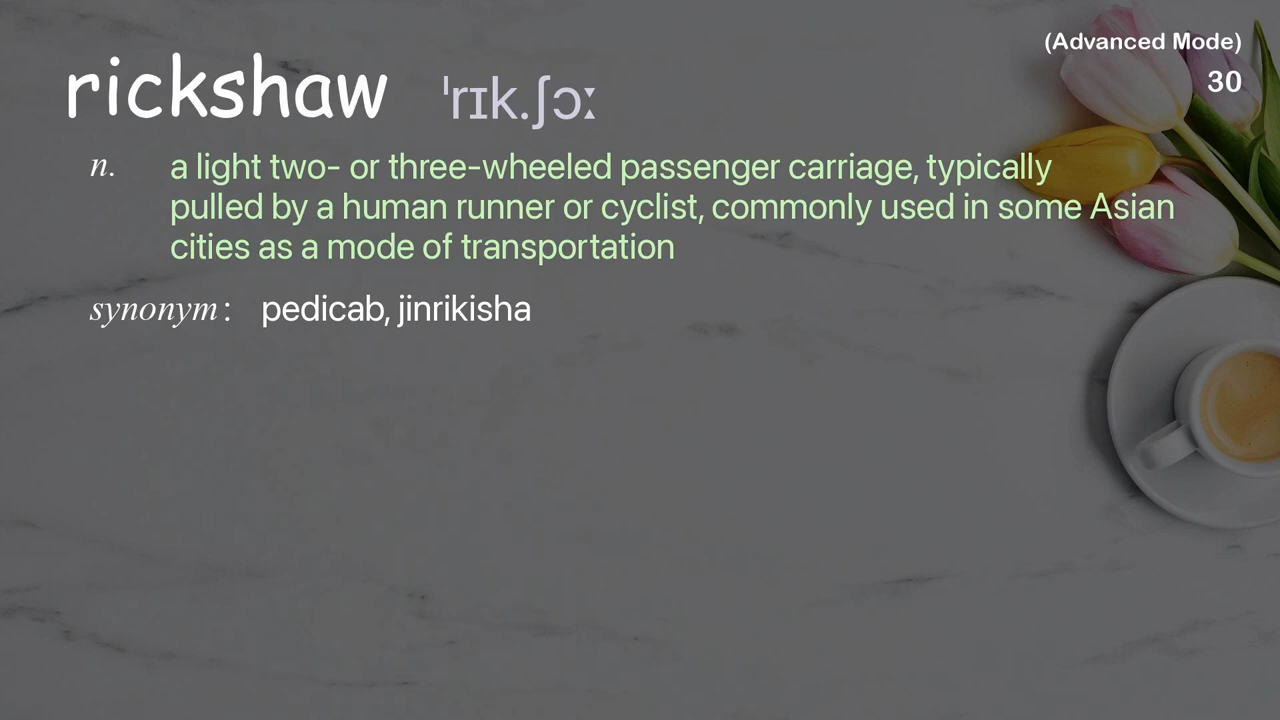 (Advanced Mode)
30
rickshaw ˈrɪk.ʃɔː
n. a light two- or three-wheeled passenger carriage, typically
pulled by a human runner or cyclist, commonly used in some Asian
cities as a mode of transportation
synonym: pedicab, jinrikisha